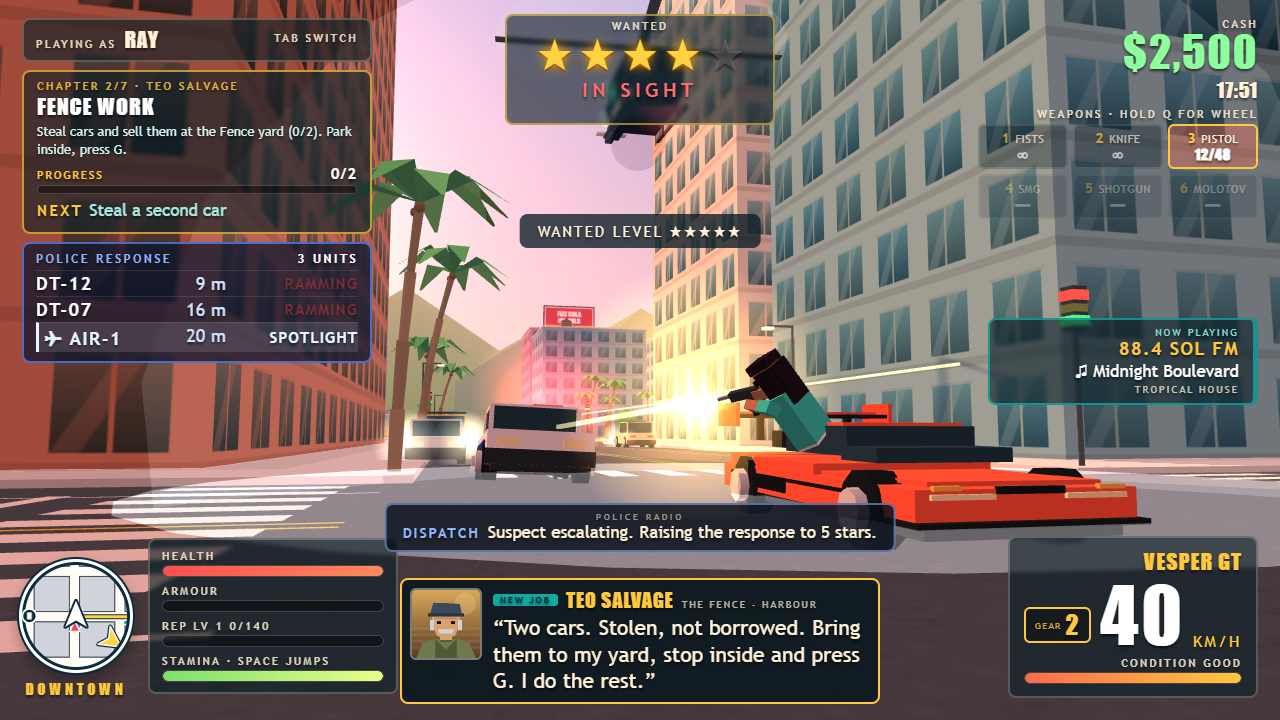 PLAYING AS RAY TAB SWITCH
CHAPTER 2/7 · TEO SALVAGE
FENCE WORK
Steal cars and sell them at the Fence yard (0/2). Park
inside, press G.
PROGRESS 0/2
NEXT Steal a second car
POLICE RESPONSE 3 UNITS
DT-12 9 m RAMMING
DT-07 16 m RAMMING
AIR-1 20 m SPOTLIGHT
WANTED
IN SIGHT
WANTED LEVEL ★★★★★
CASH
$2,500
17:51
WEAPONS · HOLD Q FOR WHEEL
1 FISTS ∞
2 KNIFE ∞
3 PISTOL 12/48
4 SMG —
5 SHOTGUN —
6 MOLOTOV —
NOW PLAYING
88.4 SOL FM
♫ Midnight Boulevard
TROPICAL HOUSE
POLICE RADIO
DISPATCH Suspect escalating. Raising the response to 5 stars.
HEALTH
ARMOUR
REP LV 1 0/140
STAMINA · SPACE JUMPS
DOWNTOWN
NEW JOB TEO SALVAGE THE FENCE · HARBOUR
“Two cars. Stolen, not borrowed. Bring
them to my yard, stop inside and press
G. I do the rest.”
VESPER GT
GEAR 2 40 KM/H
CONDITION GOOD